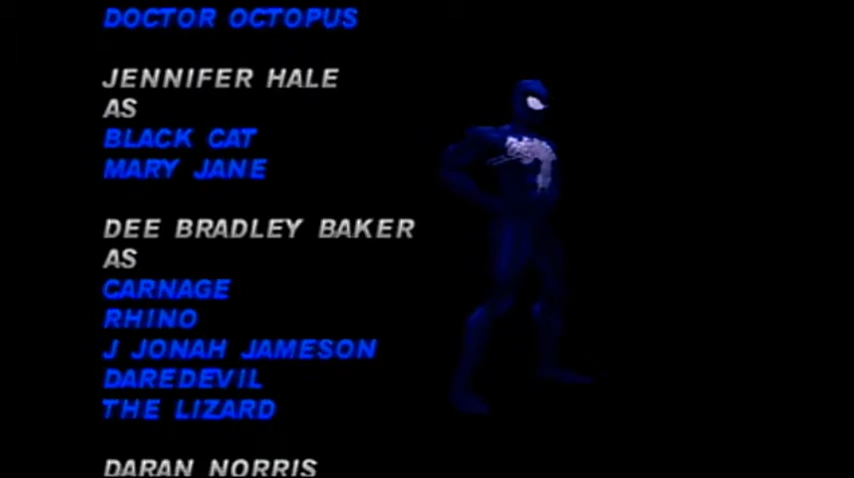 DOCTOR OCTOPUS
JENNIFER HALE
AS
BLACK CAT
MARY JANE
DEE BRADLEY BAKER
AS
CARNAGE
RHINO
J JONAH JAMESON
DAREDEVIL
THE LIZARD
DARAN NORRIS